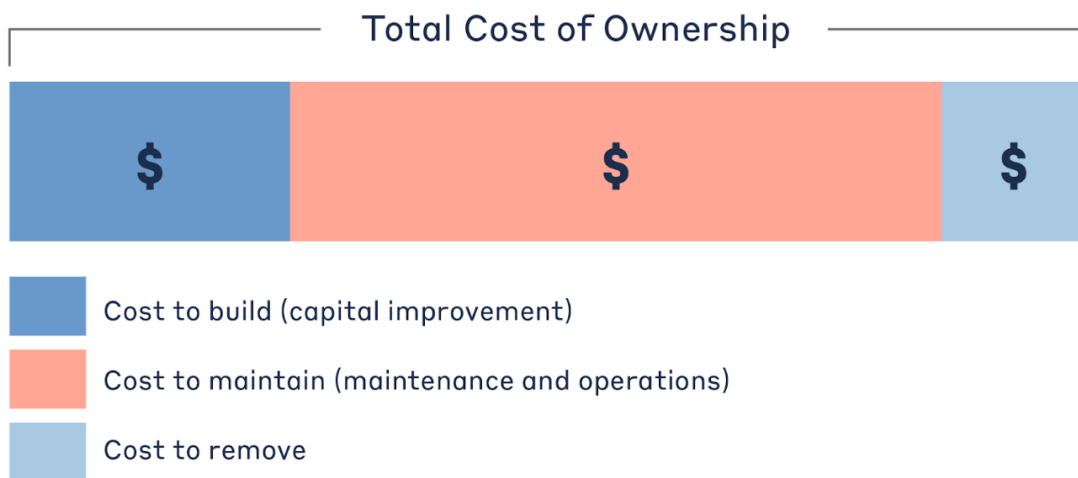 Total Cost of Ownership
$ $ $
Cost to build (capital improvement)
Cost to maintain (maintenance and operations)
Cost to remove